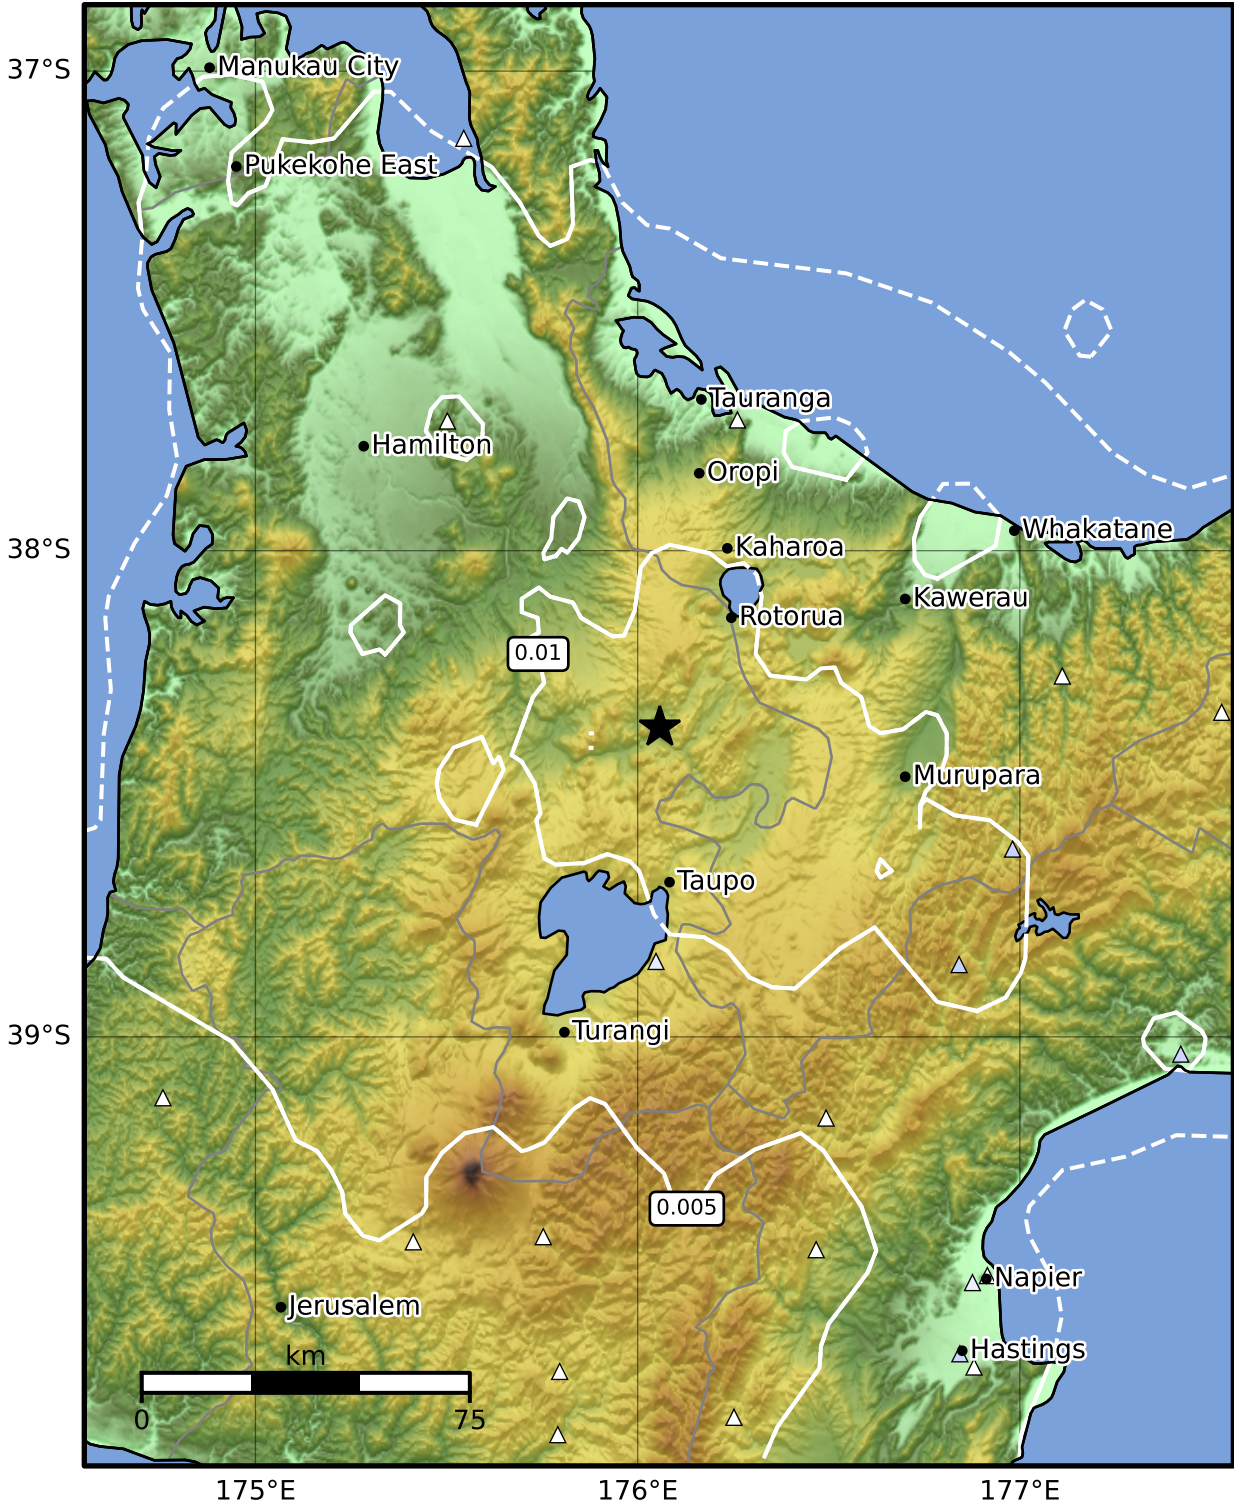 37°S
Manukau City
Pukekohe East
Tauranga
Hamilton
Oropi
Whakatane
38°S
Kaharoa
Kawerau
Rotorua
0.01
Murupara
Taupo
39°S
Turangi
0.005
Napier
Jerusalem
Hastings
km
0
75
175°E
176°E
177°E